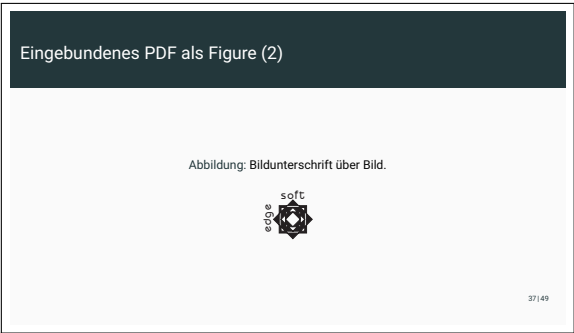 Eingebundenes PDF als Figure (2)
Abbildung: Bildunterschrift über Bild.
soft
edge
37|49